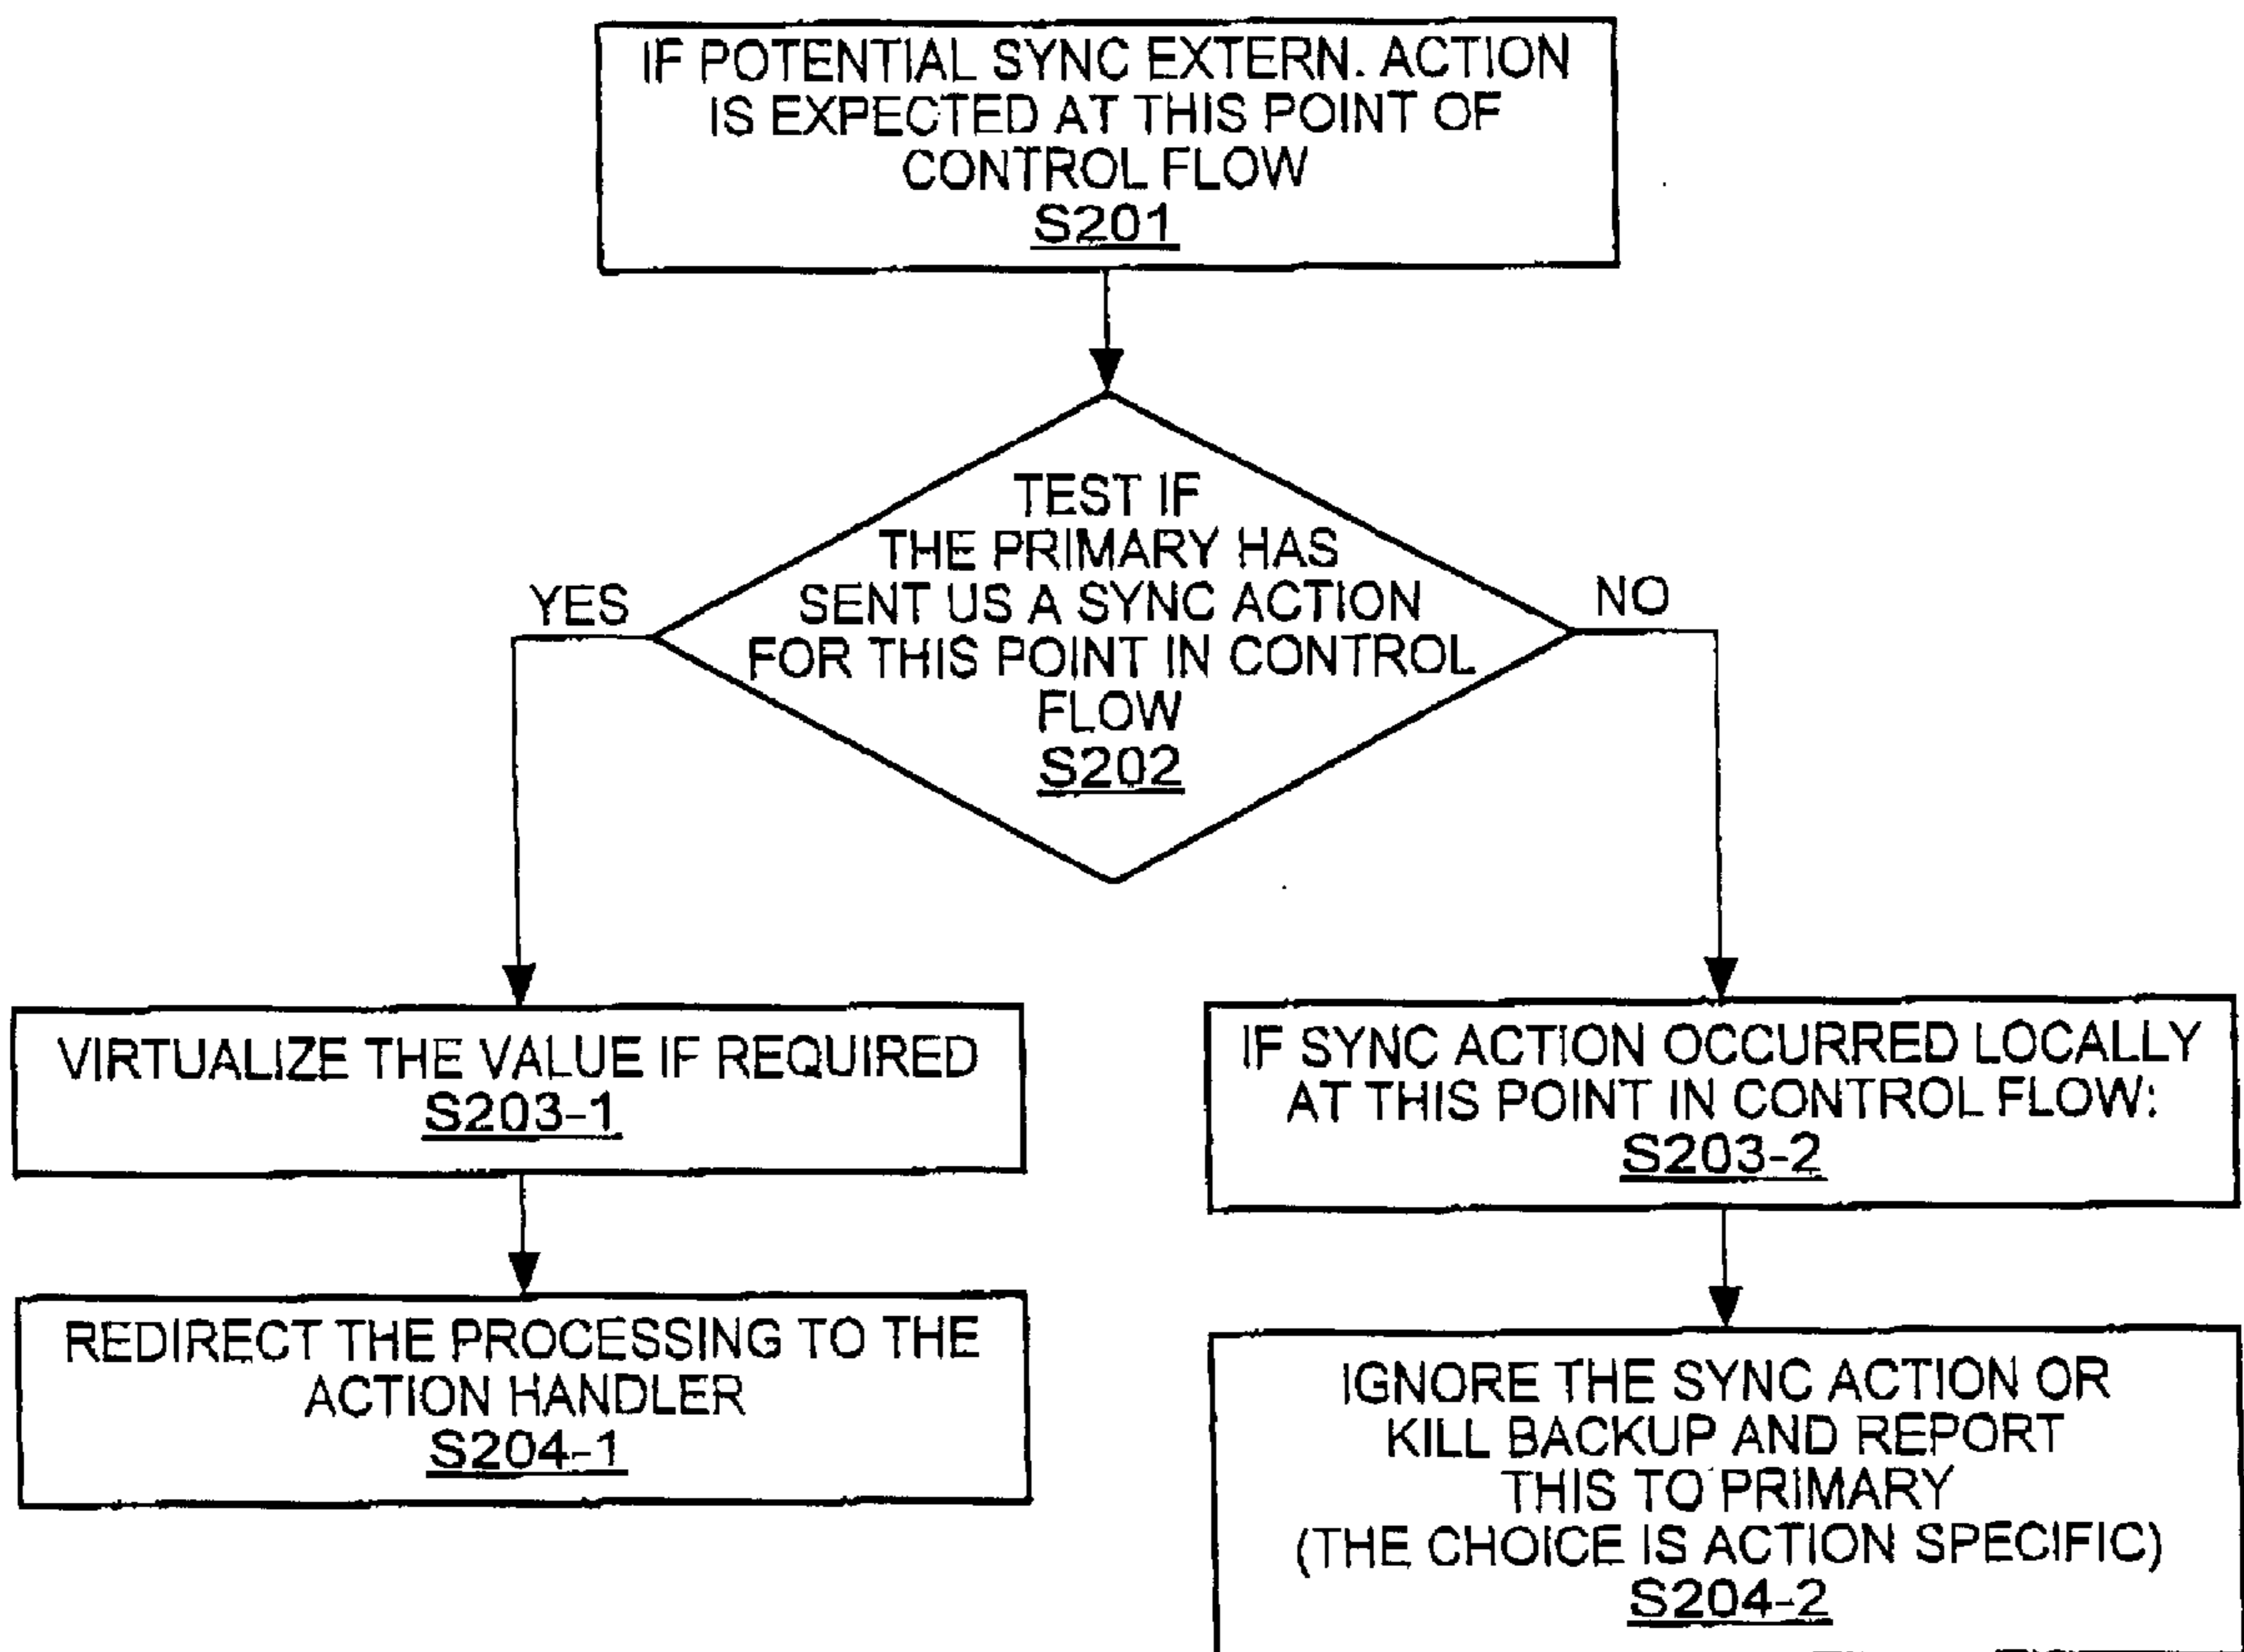 IF POTENTIAL SYNC EXTERN. ACTION
IS EXPECTED AT THIS POINT OF
CONTROL FLOW
S201
TEST IF
THE PRIMARY HAS
SENT US A SYNC ACTION
FOR THIS POINT IN CONTROL
FLOW
S202
YES
NO
VIRTUALIZE THE VALUE IF REQUIRED
S203-1
REDIRECT THE PROCESSING TO THE
ACTION HANDLER
S204-1
IF SYNC ACTION OCCURRED LOCALLY
AT THIS POINT IN CONTROL FLOW:
S203-2
IGNORE THE SYNC ACTION OR
KILL BACKUP AND REPORT
THIS TO PRIMARY
(THE CHOICE IS ACTION SPECIFIC)
S204-2